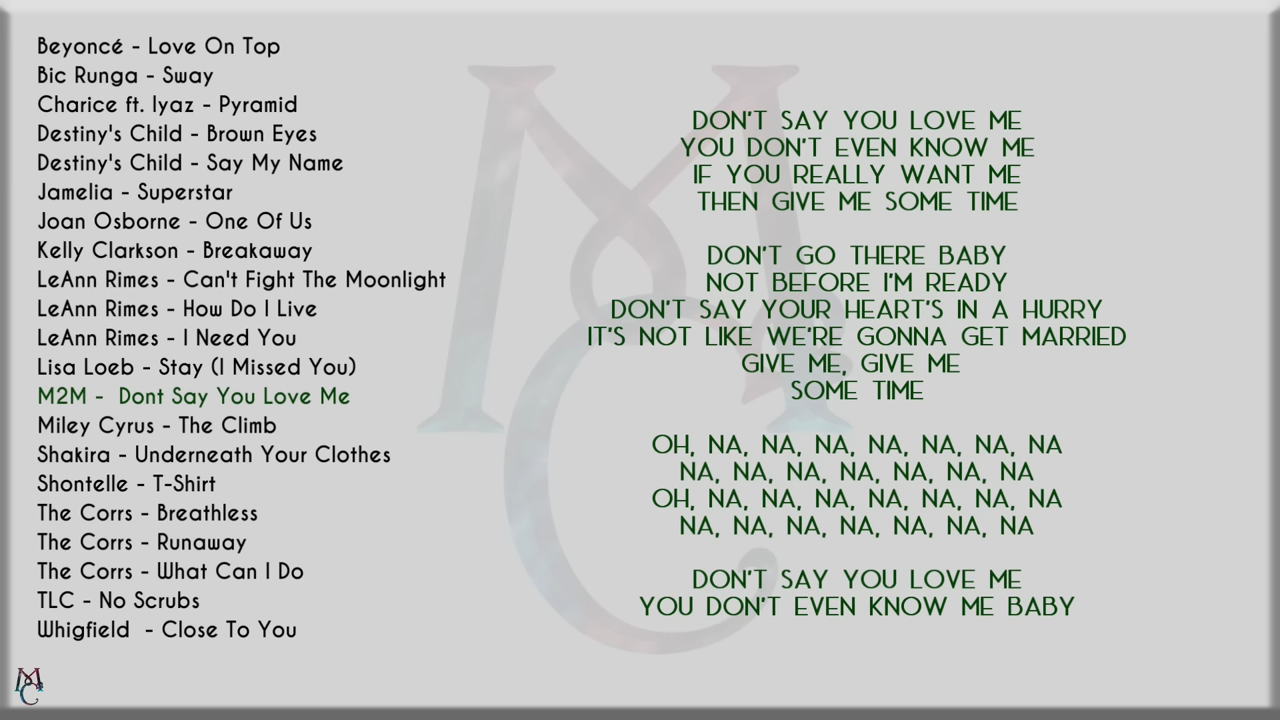 Beyoncé - Love On Top
Bic Runga - Sway
Charice ft. Iyaz - Pyramid
Destiny's Child - Brown Eyes
Destiny's Child - Say My Name
Jamelia - Superstar
Joan Osborne - One Of Us
Kelly Clarkson - Breakaway
LeAnn Rimes - Can't Fight The Moonlight
LeAnn Rimes - How Do I Live
LeAnn Rimes - I Need You
Lisa Loeb - Stay (I Missed You)
M2M -  Dont Say You Love Me
Miley Cyrus - The Climb
Shakira - Underneath Your Clothes
Shontelle - T-Shirt
The Corrs - Breathless
The Corrs - Runaway
The Corrs - What Can I Do
TLC - No Scrubs
Whigfield  - Close To You
DON'T SAY YOU LOVE ME
YOU DON'T EVEN KNOW ME
IF YOU REALLY WANT ME
THEN GIVE ME SOME TIME
DON'T GO THERE BABY
NOT BEFORE I'M READY
DON'T SAY YOUR HEART'S IN A HURRY
IT'S NOT LIKE WE'RE GONNA GET MARRIED
GIVE ME, GIVE ME
SOME TIME
OH, NA, NA, NA, NA, NA, NA, NA
NA, NA, NA, NA, NA, NA, NA
OH, NA, NA, NA, NA, NA, NA, NA
NA, NA, NA, NA, NA, NA, NA
DON'T SAY YOU LOVE ME
YOU DON'T EVEN KNOW ME BABY
MC
MC